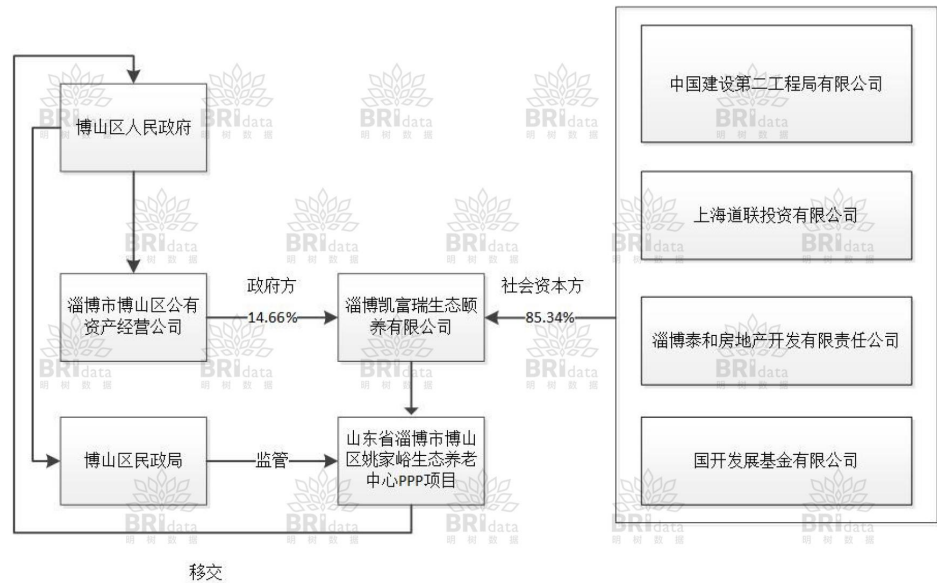 中国建设第二工程局有限公司
博山区人民政府
上海道联投资有限公司
淄博市博山区公有
资产经营公司
政府方
14.66%
淄博凯富瑞生态颐
养有限公司
社会资本方
85.34%
淄博泰和房地产开发有限责任公司
博山区民政局
监管
山东省淄博市博山
区姚家峪生态养老
中心PPP项目
国开发展基金有限公司
移交
BRIdata
明树数据